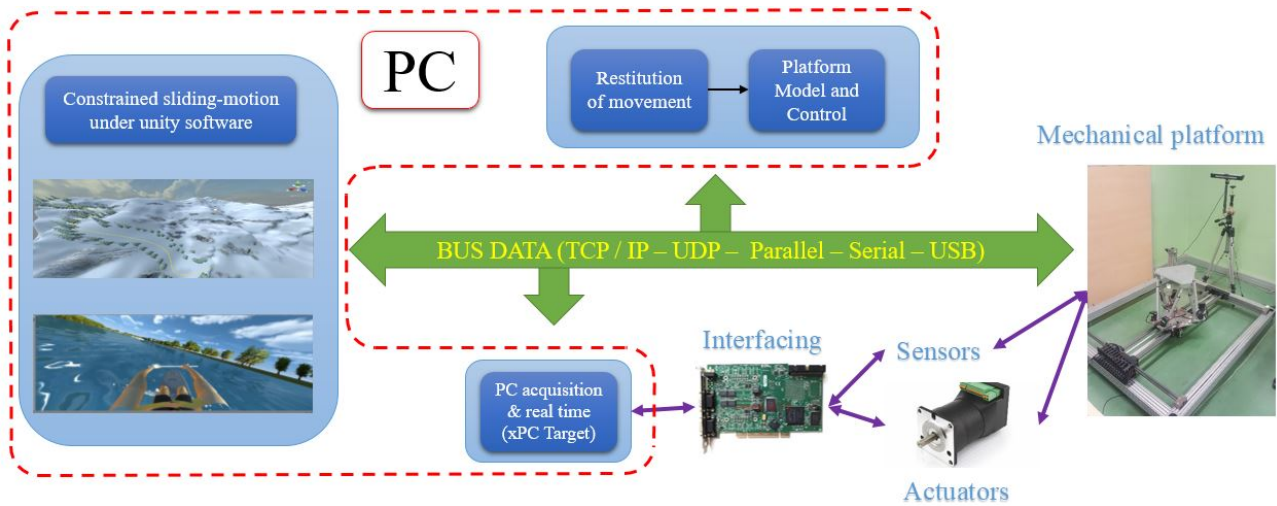 PC
Constrained sliding-motion
under unity software
Restitution
of movement
Platform
Model and
Control
Mechanical platform
BUS DATA (TCP / IP – UDP – Parallel – Serial – USB)
Interfacing
Sensors
PC acquisition
& real time
(xPC Target)
Actuators